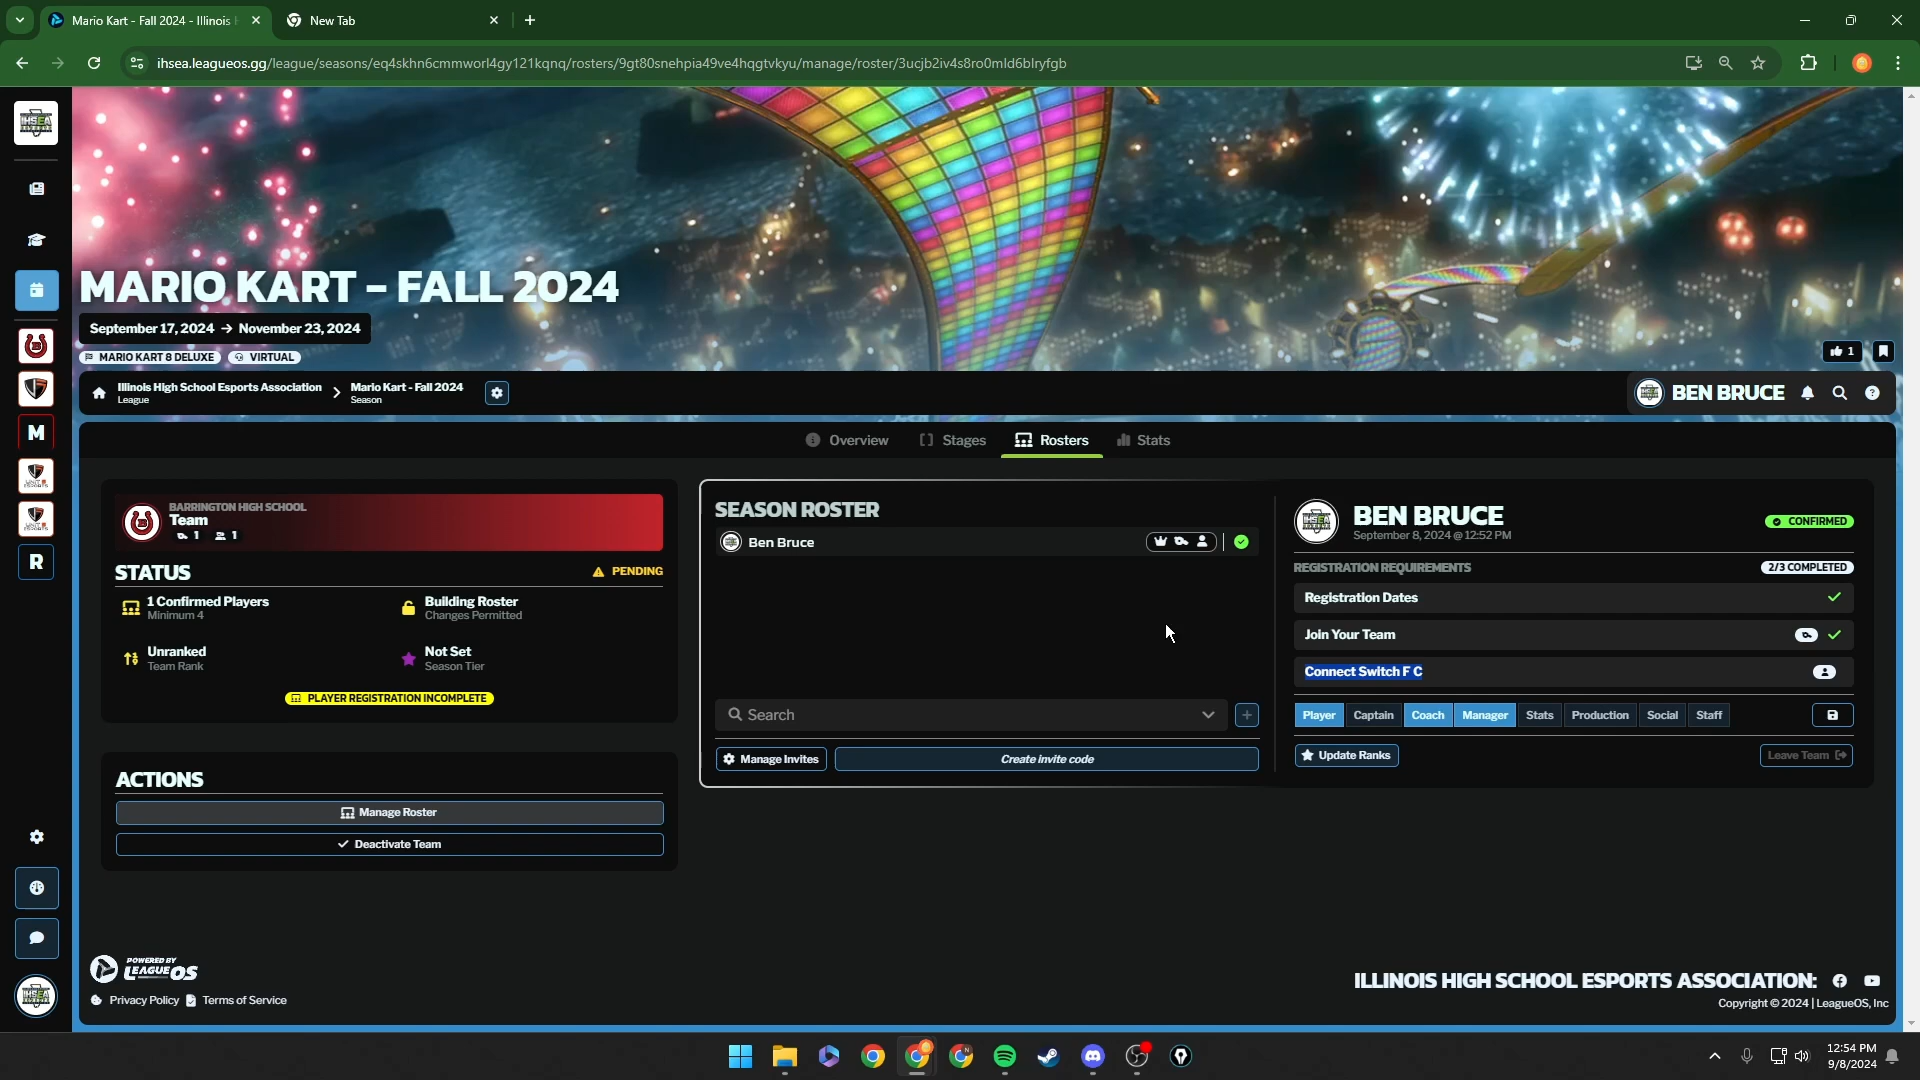 Mario Kart - Fall 2024 - Illinois
New Tab
ihsea.leagueos.gg/league/seasons/eq4skhn6cmmworl4gy121kqnq/rosters/9gt80snehpia49ve4hqgtvkyu/manage/roster/3ucjb2iv4s8ro0mld6blryfgb
MARIO KART - FALL 2024
September 17, 2024 → November 23, 2024
MARIO KART 8 DELUXE
VIRTUAL
1
Illinois High School Esports Association
League
Mario Kart - Fall 2024
Season
BEN BRUCE
M
R
Overview
Stages
Rosters
Stats
BARRINGTON HIGH SCHOOL
Team
1 1
STATUS
PENDING
1 Confirmed Players
Minimum 4
Building Roster
Changes Permitted
Unranked
Team Rank
Not Set
Season Tier
PLAYER REGISTRATION INCOMPLETE
ACTIONS
Manage Roster
Deactivate Team
SEASON ROSTER
Ben Bruce
Search
Manage Invites
Create invite code
BEN BRUCE
September 8, 2024 @ 12:52 PM
CONFIRMED
REGISTRATION REQUIREMENTS
2/3 COMPLETED
Registration Dates
Join Your Team
Connect Switch F C
Player Captain Coach Manager Stats Production Social Staff
Update Ranks
Leave Team
POWERED BY
LEAGUEOS
Privacy Policy
Terms of Service
ILLINOIS HIGH SCHOOL ESPORTS ASSOCIATION:
Copyright © 2024 | LeagueOS, Inc
12:54 PM
9/8/2024